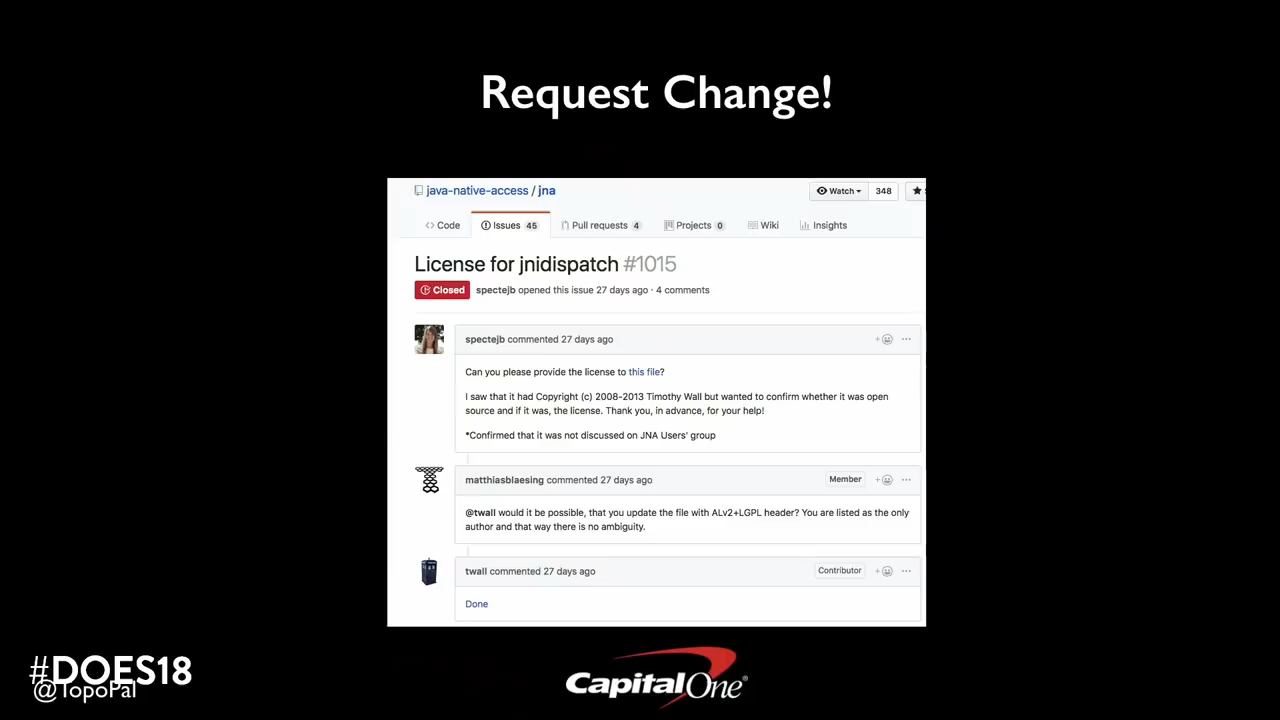 Request Change!
java-native-access / jna
Watch 348
Code Issues 45 Pull requests 4 Projects 0 Wiki Insights
License for jnidispatch #1015
Closed spectejb opened this issue 27 days ago · 4 comments
spectejb commented 27 days ago
Can you please provide the license to this file?
I saw that it had Copyright (c) 2008-2013 Timothy Wall but wanted to confirm whether it was open
source and if it was, the license. Thank you, in advance, for your help!
*Confirmed that it was not discussed on JNA Users' group
matthiasblaesing commented 27 days ago Member
@twall would it be possible, that you update the file with ALv2+LGPL header? You are listed as the only
author and that way there is no ambiguity.
twall commented 27 days ago Contributor
Done
#DOES18
@TopoPal
CapitalOne®